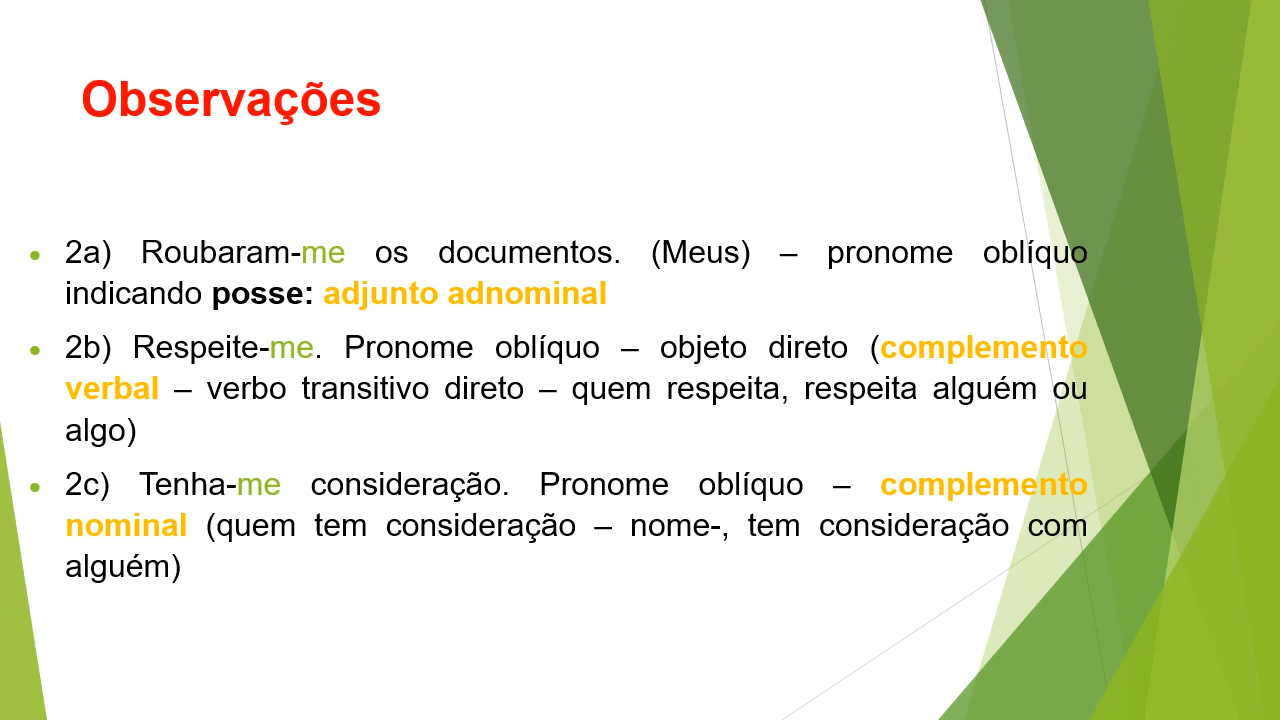 Observações
2a) Roubaram-me os documentos. (Meus) – pronome oblíquo
indicando posse: adjunto adnominal
2b) Respeite-me. Pronome oblíquo – objeto direto (complemento
verbal – verbo transitivo direto – quem respeita, respeita alguém ou
algo)
2c) Tenha-me consideração. Pronome oblíquo – complemento
nominal (quem tem consideração – nome-, tem consideração com
alguém)